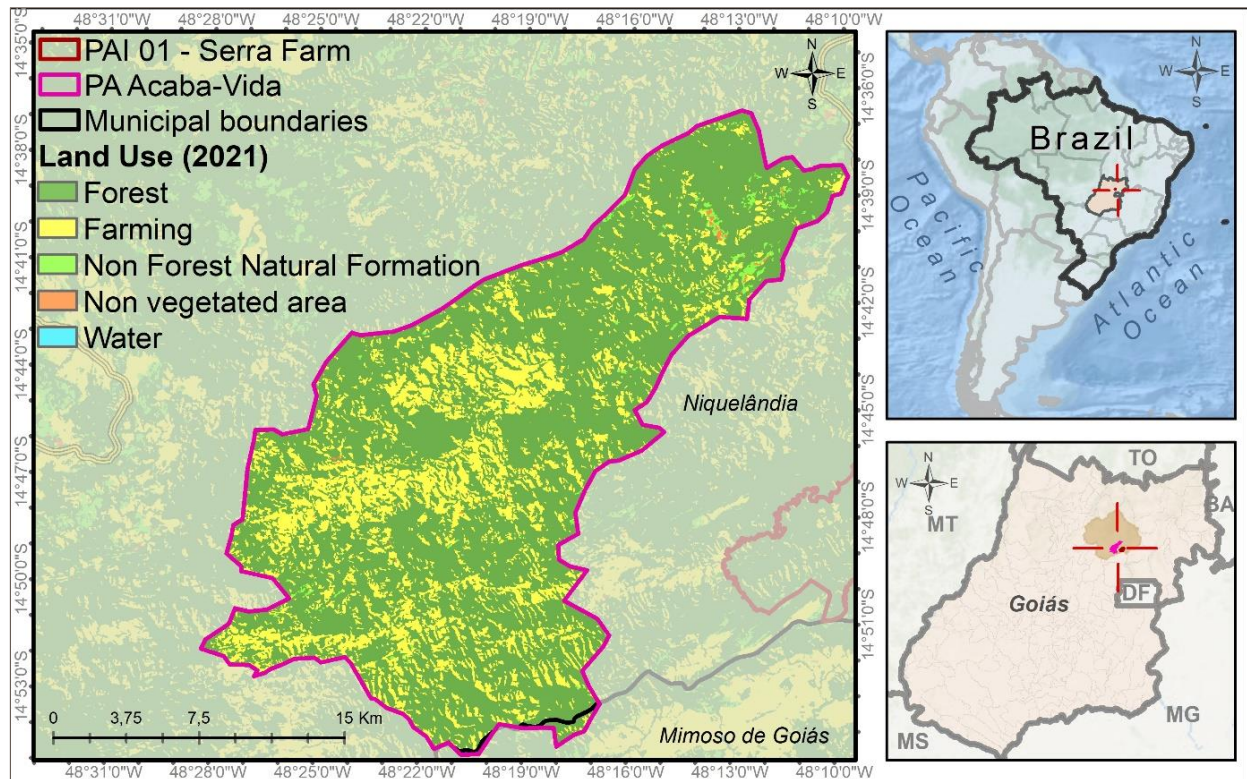 48°31'0"W 48°28'0"W 48°25'0"W 48°22'0"W 48°19'0"W 48°16'0"W 48°13'0"W 48°10'0"W
14°35'0"S
14°38'0"S
14°41'0"S
14°44'0"S
14°47'0"S
14°50'0"S
14°53'0"S
PAI 01 - Serra Farm
PA Acaba-Vida
Municipal boundaries
Land Use (2021)
Forest
Farming
Non Forest Natural Formation
Non vegetated area
Water
N
W E
S
Niquelândia
Mimoso de Goiás
0 3,75 7,5 15 Km
14°36'0"S
14°39'0"S
14°42'0"S
14°45'0"S
14°48'0"S
14°51'0"S
48°31'0"W 48°28'0"W 48°25'0"W 48°22'0"W 48°19'0"W 48°16'0"W 48°13'0"W 48°10'0"W
N
W E
S
Brazil
Pacific
Ocean
Atlantic
Ocean
N
W E
S
TO
MT
BA
DF
Goiás
MG
MS